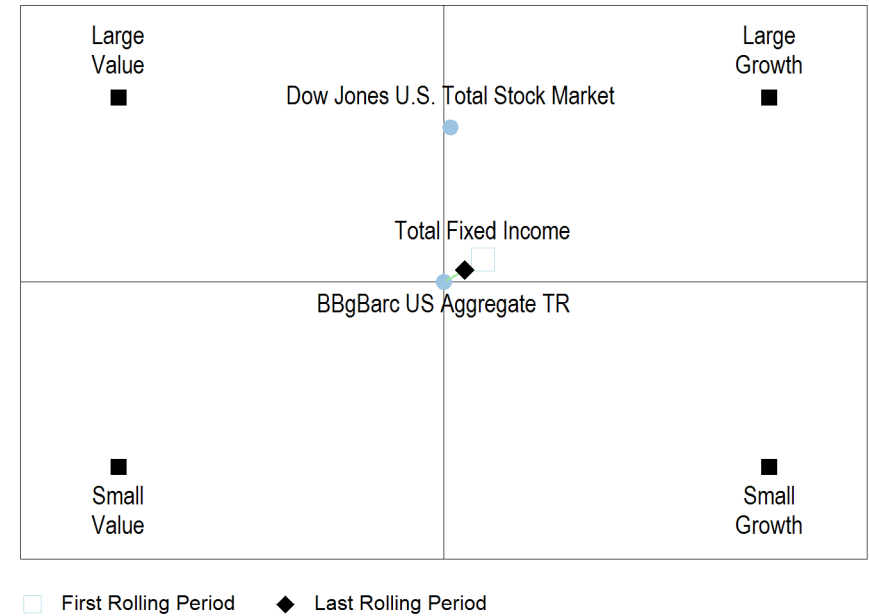 Large
Value
Large
Growth
Dow Jones U.S. Total Stock Market
Total Fixed Income
BBgBarc US Aggregate TR
Small
Value
Small
Growth
First Rolling Period
Last Rolling Period